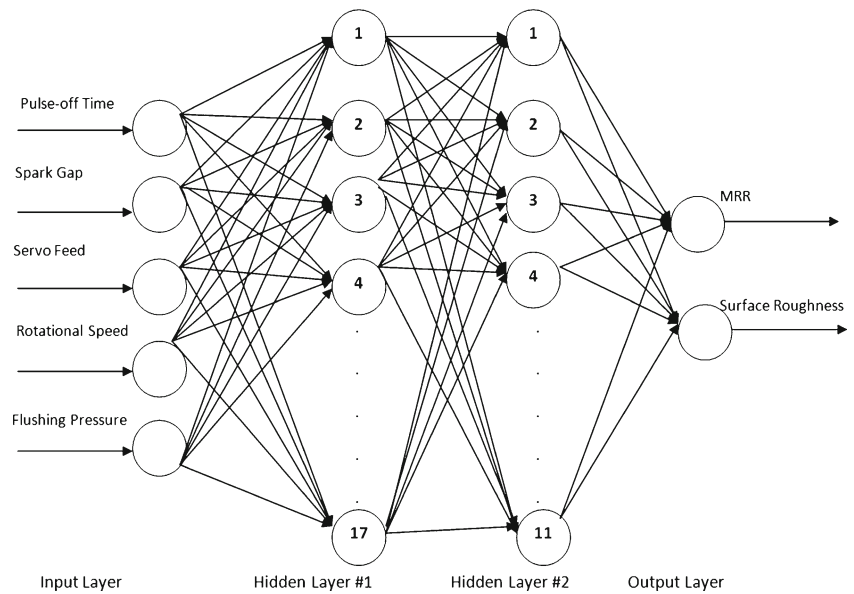 Pulse-off Time
Spark Gap
Servo Feed
Rotational Speed
Flushing Pressure
1
2
3
4
17
1
2
3
4
11
MRR
Surface Roughness
Input Layer
Hidden Layer #1
Hidden Layer #2
Output Layer